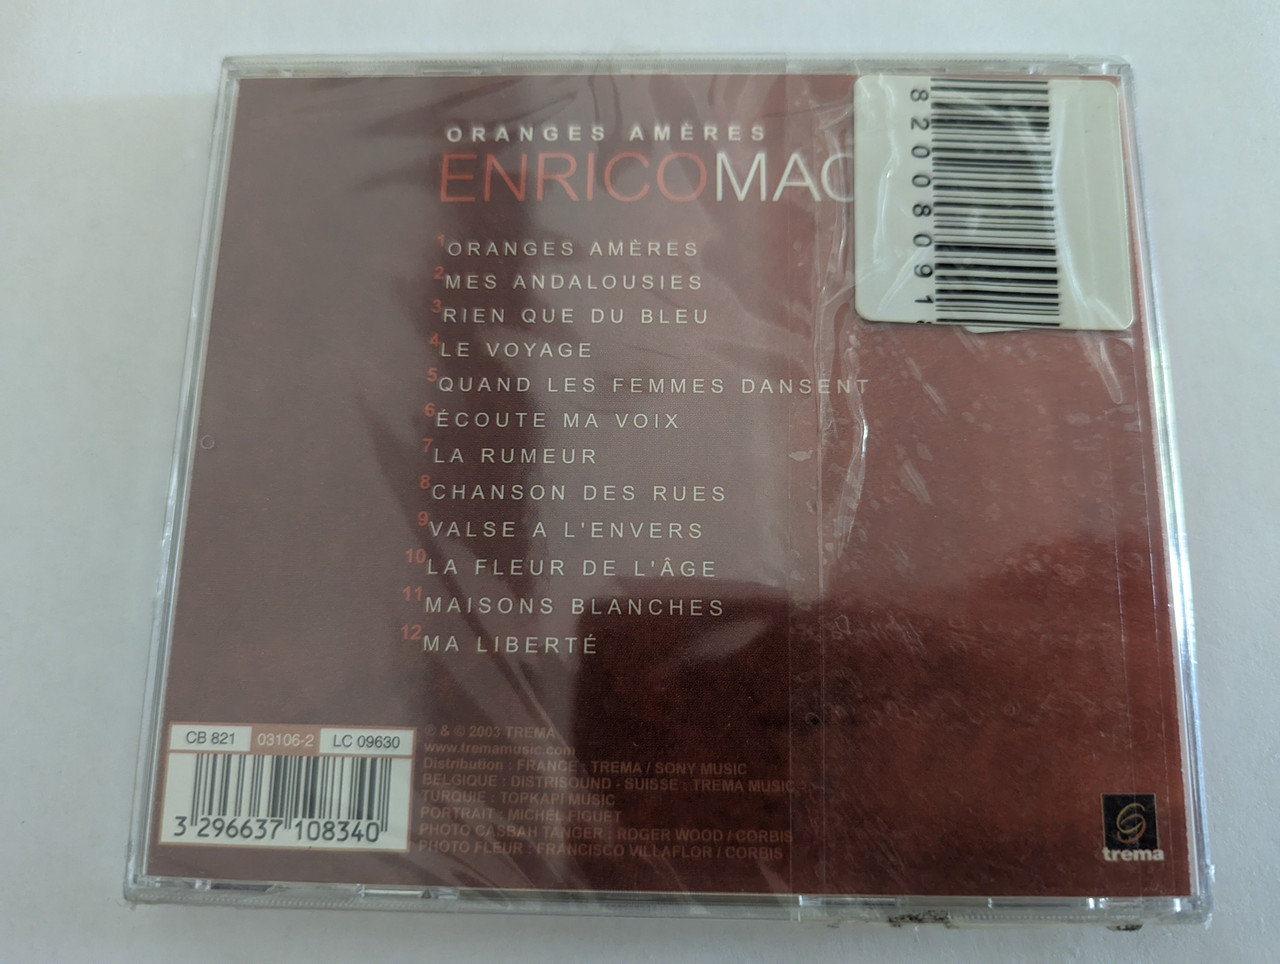 ORANGES AMÈRES
ENRICOMAC
1 ORANGES AMÈRES
2 MES ANDALOUSIES
3 RIEN QUE DU BLEU
4 LE VOYAGE
5 QUAND LES FEMMES DANSENT
6 ÉCOUTE MA VOIX
7 LA RUMEUR
8 CHANSON DES RUES
9 VALSE A L'ENVERS
10 LA FLEUR DE L'ÂGE
11 MAISONS BLANCHES
12 MA LIBERTÉ
8200809
CB 821 03106-2 LC 09630
3 296637 108340
℗ & © 2003 TREMA
www.tremamusic.com
Distribution : FRANCE : TREMA / SONY MUSIC
BELGIQUE : DISTRISOUND - SUISSE : TREMA MUSIC
TURQUIE : TOPKAPI MUSIC
PORTRAIT : MICHEL FIGUET
PHOTO CASBAH TANGER : ROGER WOOD / CORBIS
PHOTO FLEUR : FRANCISCO VILLAFLOR / CORBIS
trema